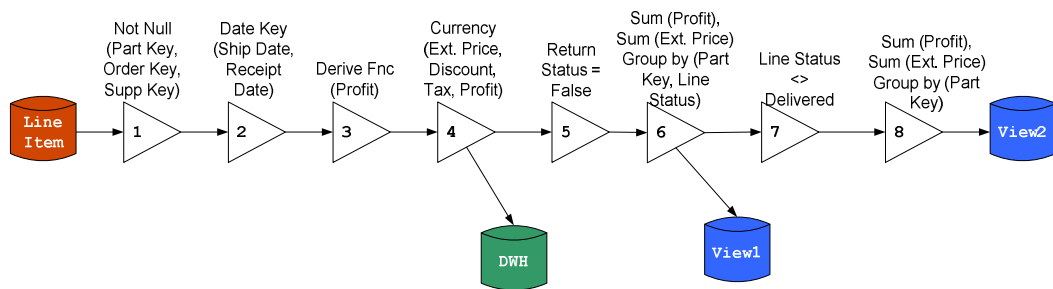 Line
Item
Not Null
(Part Key,
Order Key,
Supp Key)
1
Date Key
(Ship Date,
Receipt
Date)
2
Derive Fnc
(Profit)
3
Currency
(Ext. Price,
Discount,
Tax, Profit)
4
DWH
Return
Status =
False
5
Sum (Profit),
Sum (Ext. Price)
Group by (Part
Key, Line
Status)
6
View1
Line Status
<>
Delivered
7
Sum (Profit),
Sum (Ext. Price)
Group by (Part
Key)
8
View2